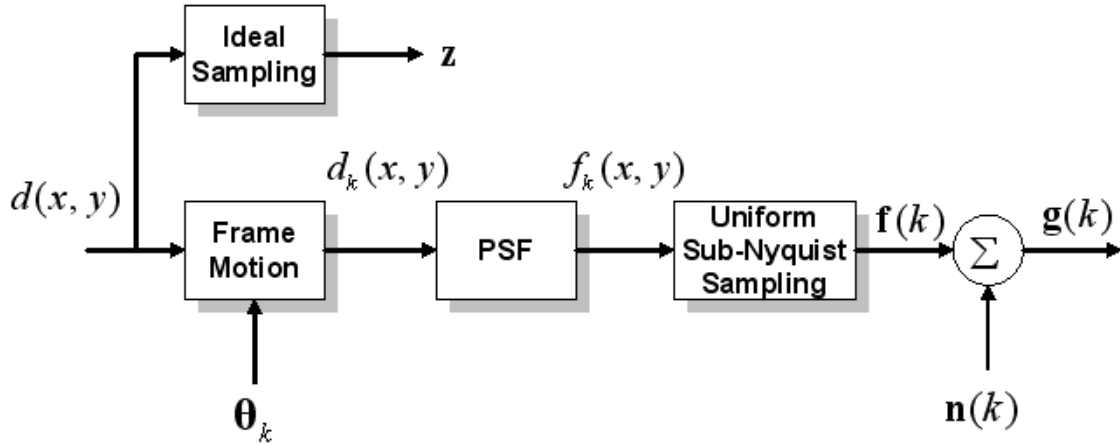 Ideal
Sampling
z
d(x, y)
d_k(x, y)
f_k(x, y)
Frame
Motion
PSF
Uniform
Sub-Nyquist
Sampling
f(k)
Σ
g(k)
θ_k
n(k)